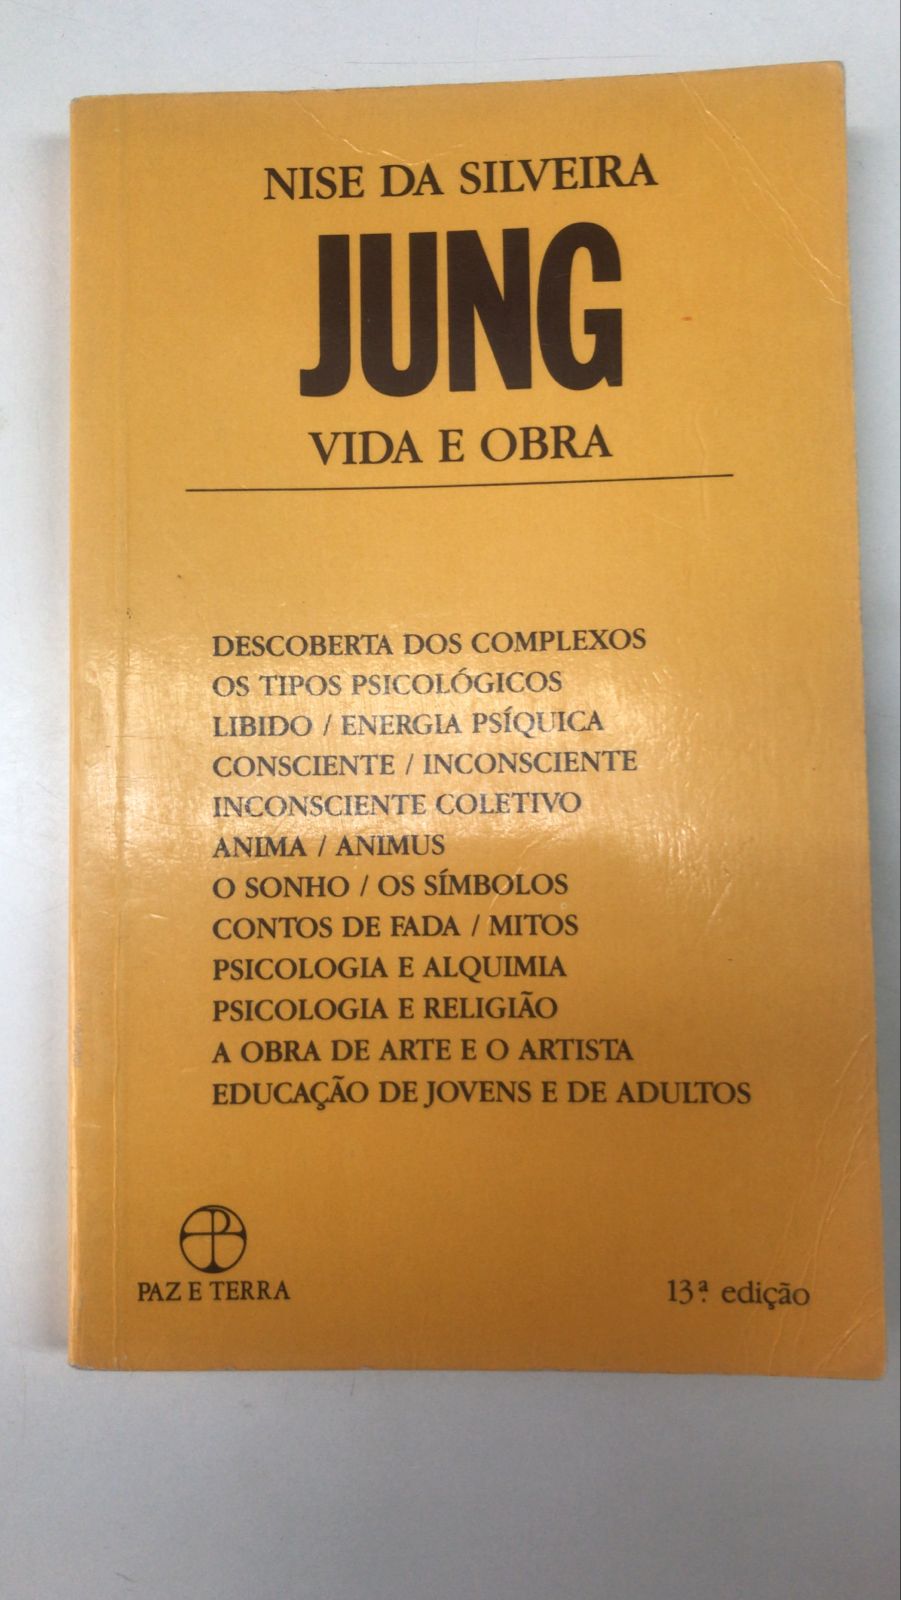 NISE DA SILVEIRA
JUNG
VIDA E OBRA
DESCOBERTA DOS COMPLEXOS
OS TIPOS PSICOLÓGICOS
LIBIDO / ENERGIA PSÍQUICA
CONSCIENTE / INCONSCIENTE
INCONSCIENTE COLETIVO
ANIMA / ANIMUS
O SONHO / OS SÍMBOLOS
CONTOS DE FADA / MITOS
PSICOLOGIA E ALQUIMIA
PSICOLOGIA E RELIGIÃO
A OBRA DE ARTE E O ARTISTA
EDUCAÇÃO DE JOVENS E DE ADULTOS
PAZ E TERRA
13ª edição